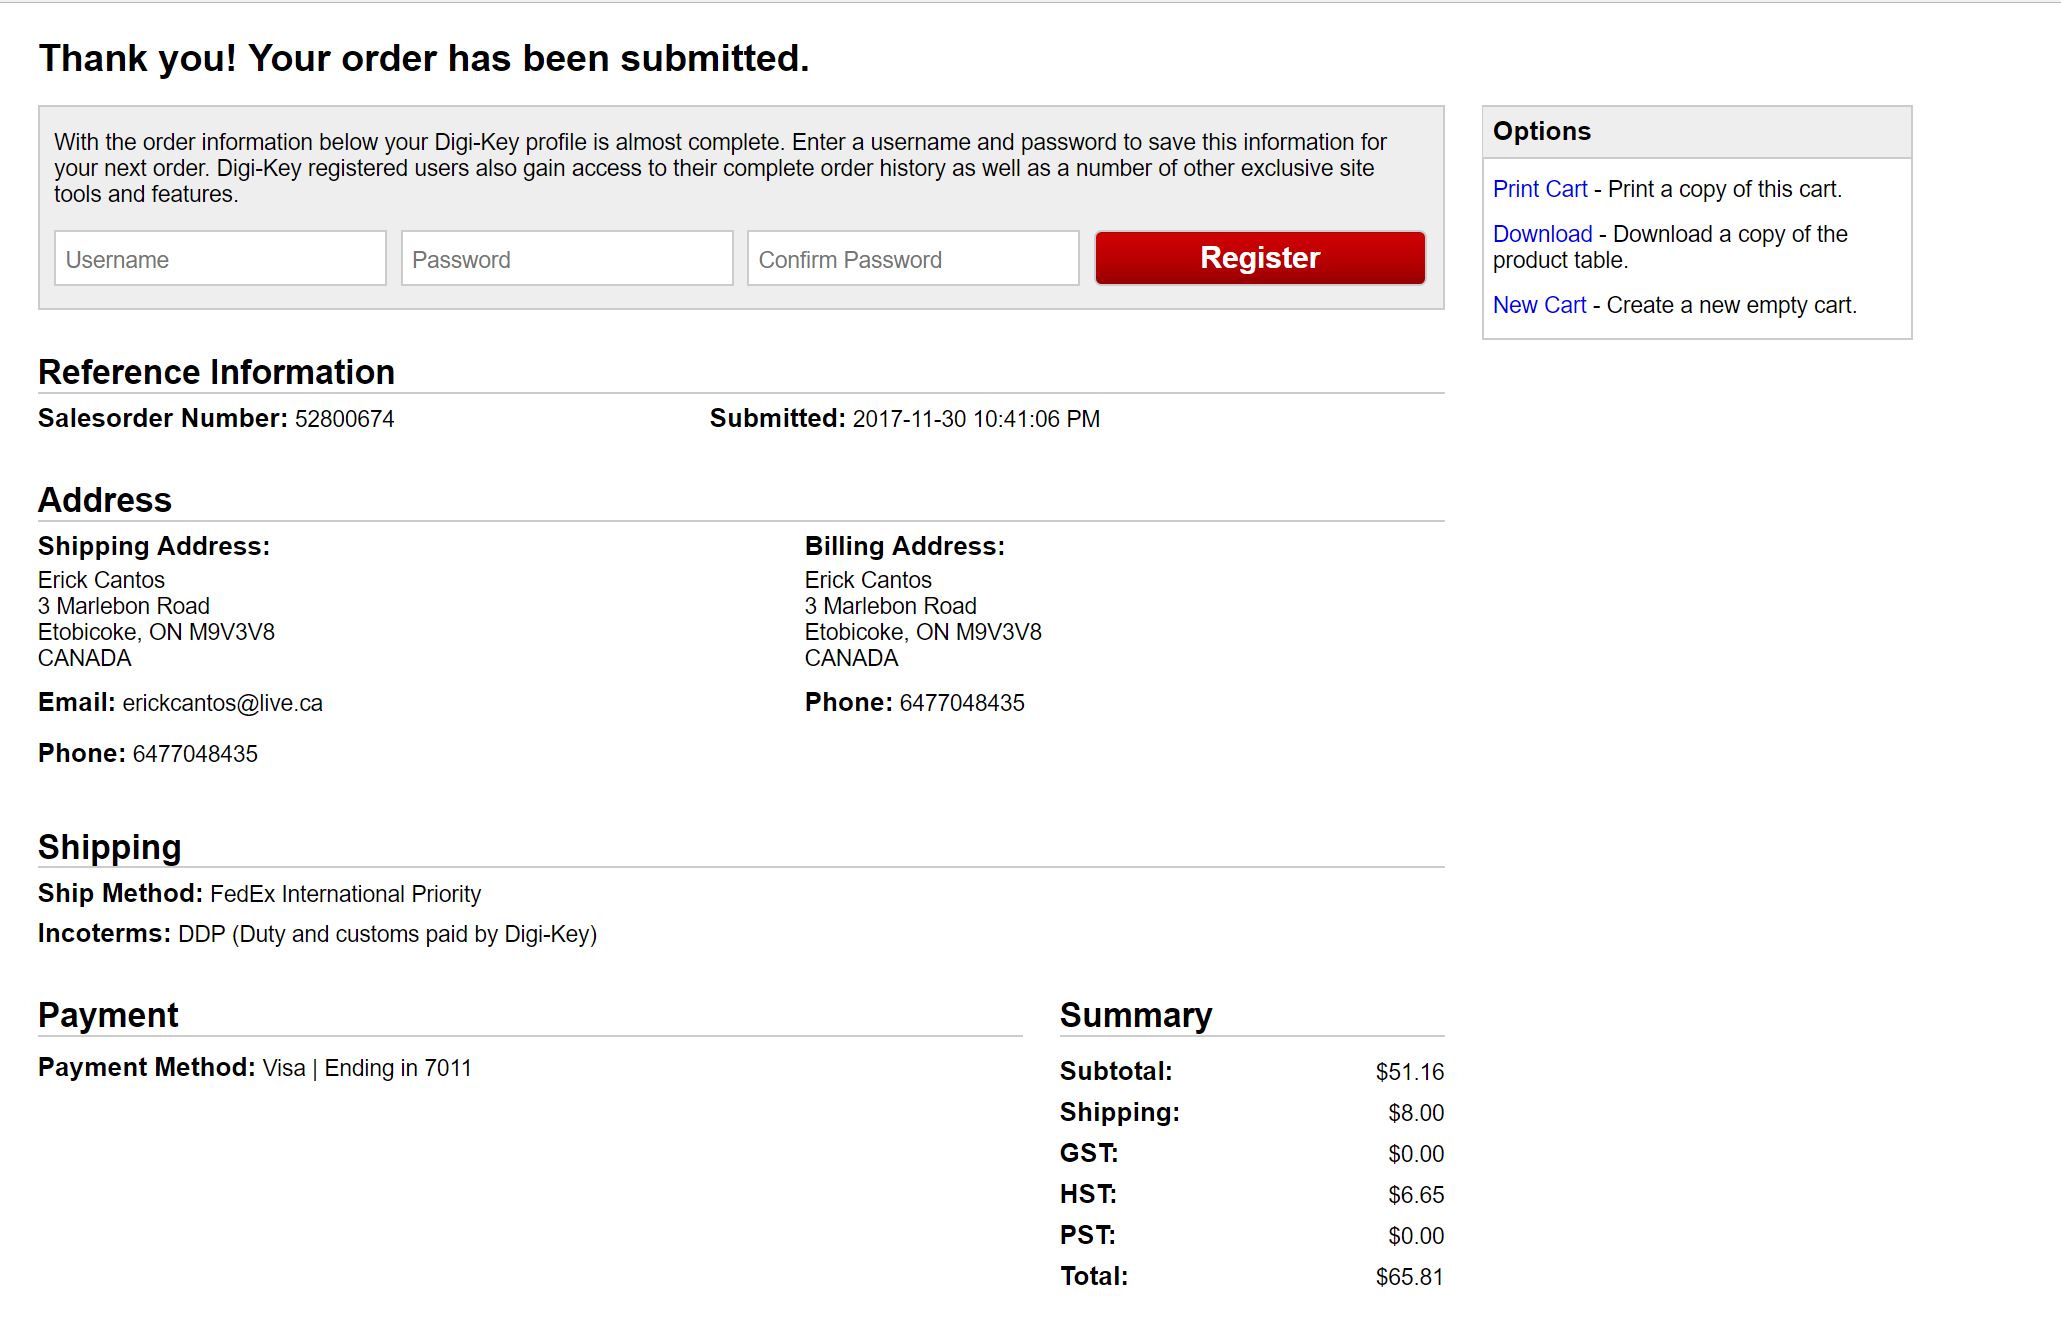 Thank you! Your order has been submitted.
With the order information below your Digi-Key profile is almost complete. Enter a username and password to save this information for
your next order. Digi-Key registered users also gain access to their complete order history as well as a number of other exclusive site
tools and features.
Username
Password
Confirm Password
Register
Options
Print Cart - Print a copy of this cart.
Download - Download a copy of the
product table.
New Cart - Create a new empty cart.
Reference Information
Salesorder Number: 52800674
Submitted: 2017-11-30 10:41:06 PM
Address
Shipping Address:
Erick Cantos
3 Marlebon Road
Etobicoke, ON M9V3V8
CANADA
Email: erickcantos@live.ca
Phone: 6477048435
Billing Address:
Erick Cantos
3 Marlebon Road
Etobicoke, ON M9V3V8
CANADA
Phone: 6477048435
Shipping
Ship Method: FedEx International Priority
Incoterms: DDP (Duty and customs paid by Digi-Key)
Payment
Payment Method: Visa | Ending in 7011
Summary
Subtotal: $51.16
Shipping: $8.00
GST: $0.00
HST: $6.65
PST: $0.00
Total: $65.81